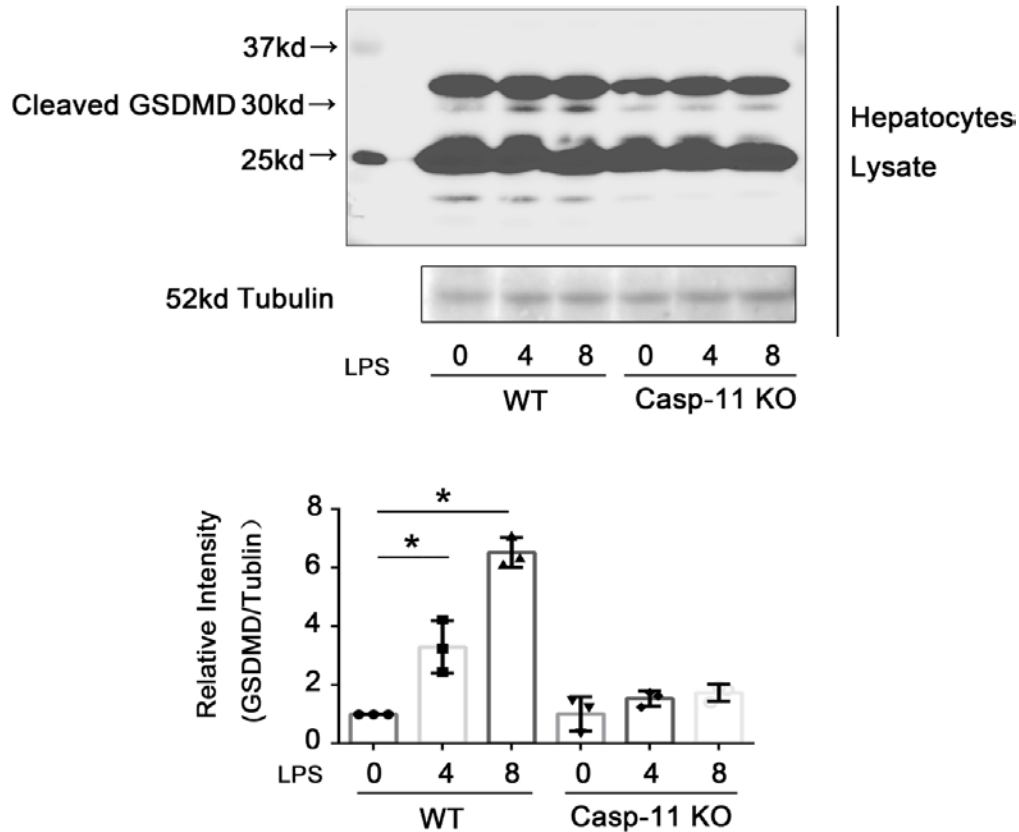 37kd→
Cleaved GSDMD 30kd→
25kd→
Hepatocytes
Lysate
52kd Tubulin
LPS 0 4 8 0 4 8
WT Casp-11 KO
Relative Intensity
(GSDMD/Tublin)
8
6
4
2
0
* *
LPS 0 4 8 0 4 8
WT Casp-11 KO